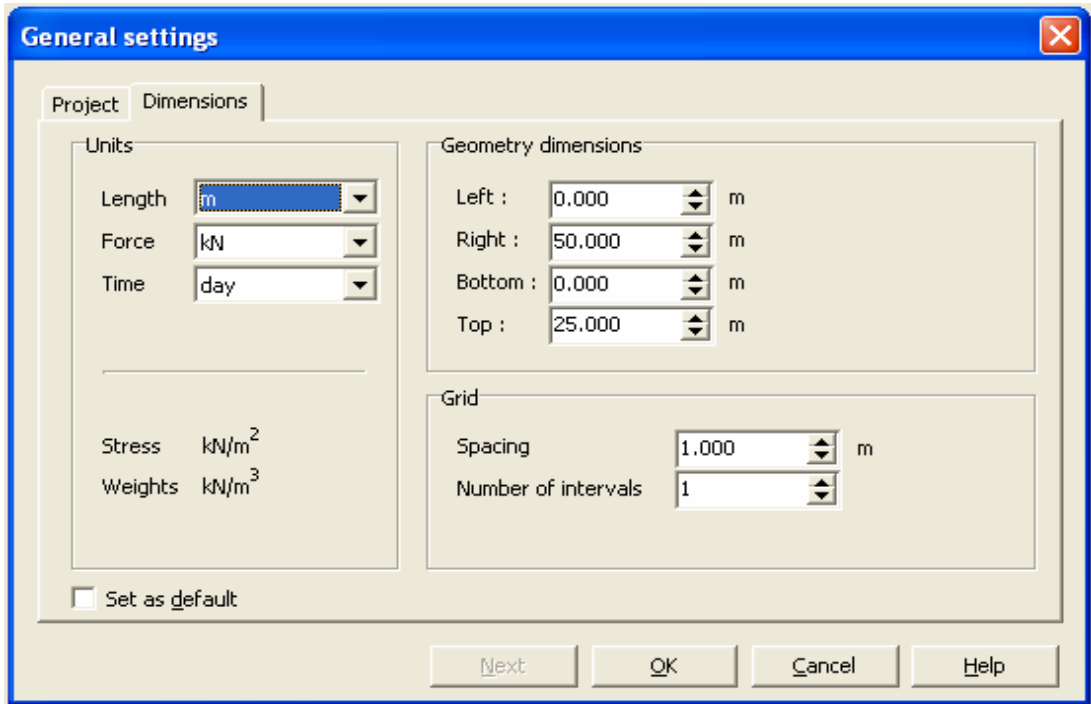 General settings
Project Dimensions
Units
Length m
Force kN
Time day
Stress kN/m²
Weights kN/m³
Set as default
Geometry dimensions
Left : 0.000 m
Right : 50.000 m
Bottom : 0.000 m
Top : 25.000 m
Grid
Spacing 1.000 m
Number of intervals 1
Next OK Cancel Help